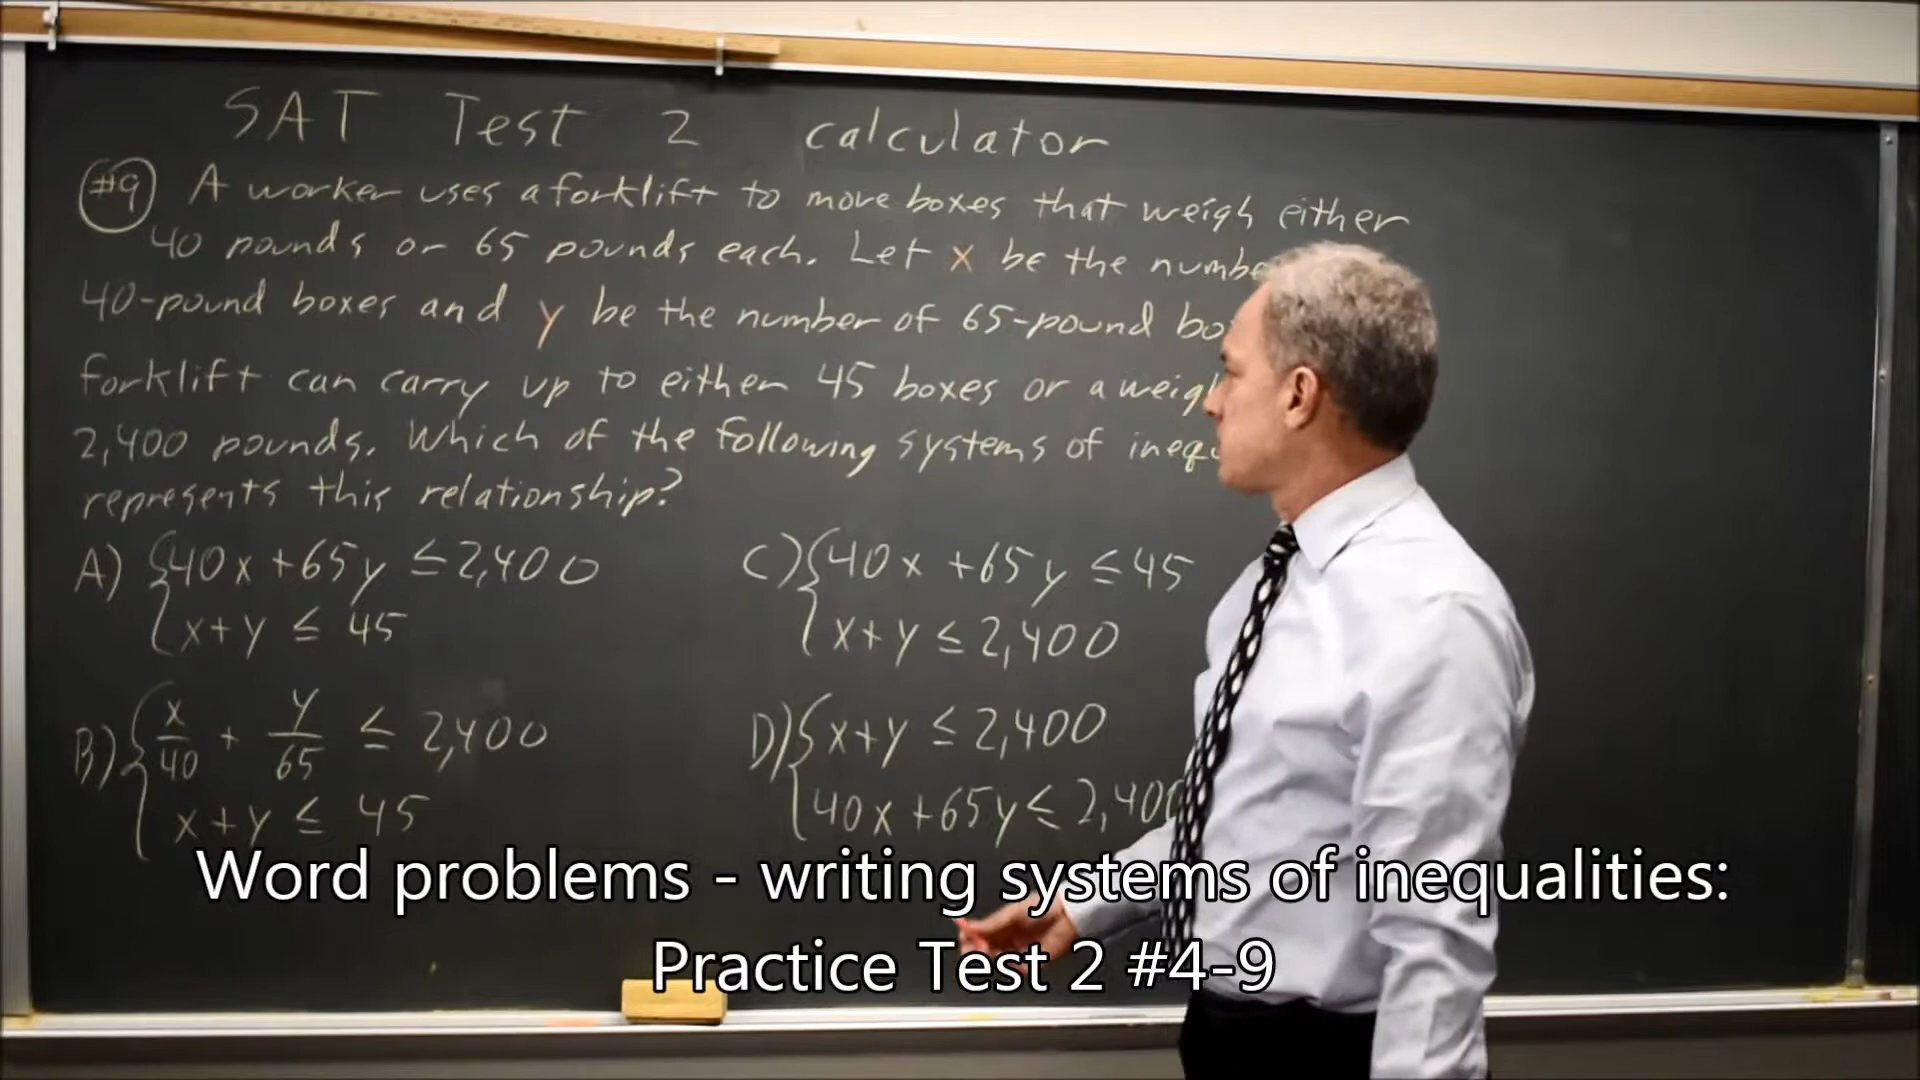 SAT Test 2 calculator
#9 A worker uses a forklift to move boxes that weigh either
40 pounds or 65 pounds each. Let x be the
40-pound boxes and y be the number of 65-pound
forklift can carry up to either 45 boxes or a
2,400 pounds. Which of the following systems of
represents this relationship?
A) {40x + 65y ≤ 2,400
x + y ≤ 45
C) {40x + 65y ≤ 45
x + y ≤ 2,400
B) {x/40 + y/65 ≤ 2,400
x + y ≤ 45
D) {x + y ≤ 2,400
40x + 65y ≤ 2,400
Word problems - writing systems of inequalities:
Practice Test 2 #4-9